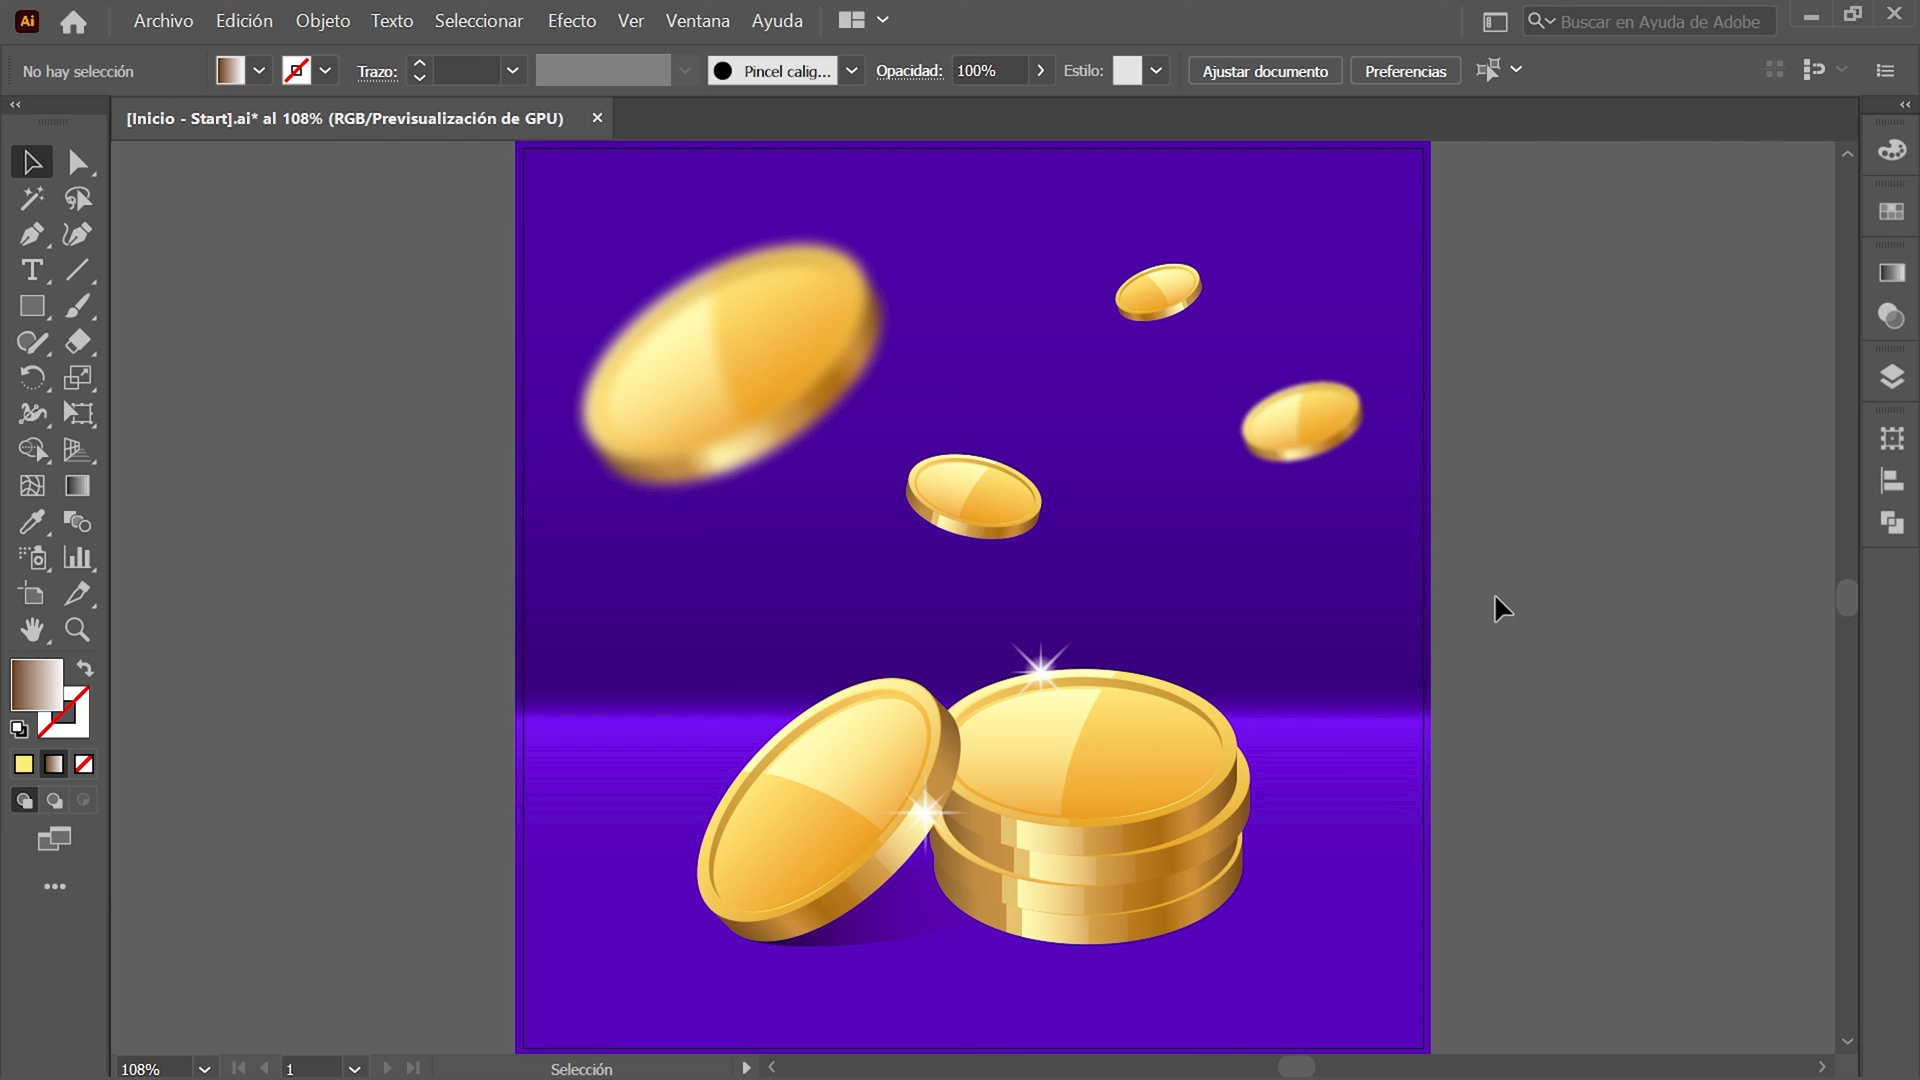 Ai
Archivo Edición Objeto Texto Seleccionar Efecto Ver Ventana Ayuda
Buscar en Ayuda de Adobe
No hay selección
Trazo:
Pincel calig...
Opacidad:
100%
Estilo:
Ajustar documento
Preferencias
[Inicio - Start].ai* al 108% (RGB/Previsualización de GPU)
108%
1
Selección